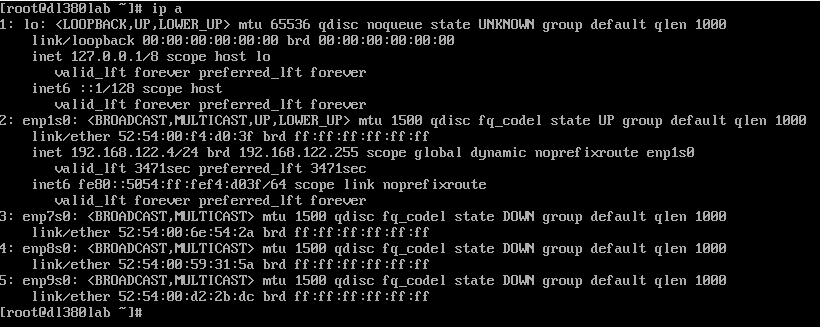 [root@dl380lab ~]# ip a
1: lo: <LOOPBACK,UP,LOWER_UP> mtu 65536 qdisc noqueue state UNKNOWN group default qlen 1000
    link/loopback 00:00:00:00:00:00 brd 00:00:00:00:00:00
    inet 127.0.0.1/8 scope host lo
       valid_lft forever preferred_lft forever
    inet6 ::1/128 scope host
       valid_lft forever preferred_lft forever
2: enp1s0: <BROADCAST,MULTICAST,UP,LOWER_UP> mtu 1500 qdisc fq_codel state UP group default qlen 1000
    link/ether 52:54:00:f4:d0:3f brd ff:ff:ff:ff:ff:ff
    inet 192.168.122.4/24 brd 192.168.122.255 scope global dynamic noprefixroute enp1s0
       valid_lft 3471sec preferred_lft 3471sec
    inet6 fe80::5054:ff:fef4:d03f/64 scope link noprefixroute
       valid_lft forever preferred_lft forever
3: enp7s0: <BROADCAST,MULTICAST> mtu 1500 qdisc fq_codel state DOWN group default qlen 1000
    link/ether 52:54:00:6e:54:2a brd ff:ff:ff:ff:ff:ff
4: enp8s0: <BROADCAST,MULTICAST> mtu 1500 qdisc fq_codel state DOWN group default qlen 1000
    link/ether 52:54:00:59:31:5a brd ff:ff:ff:ff:ff:ff
5: enp9s0: <BROADCAST,MULTICAST> mtu 1500 qdisc fq_codel state DOWN group default qlen 1000
    link/ether 52:54:00:d2:2b:dc brd ff:ff:ff:ff:ff:ff
[root@dl380lab ~]#